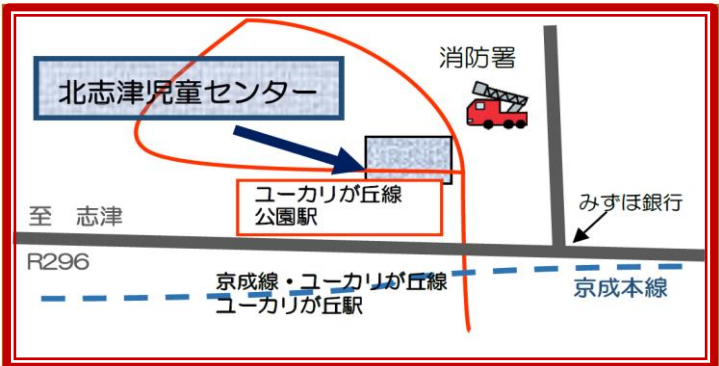 消防署
北志津児童センター
ユーカリが丘線
公園駅
みずほ銀行
至　志津
R296
京成線・ユーカリが丘線
ユーカリが丘駅
京成本線